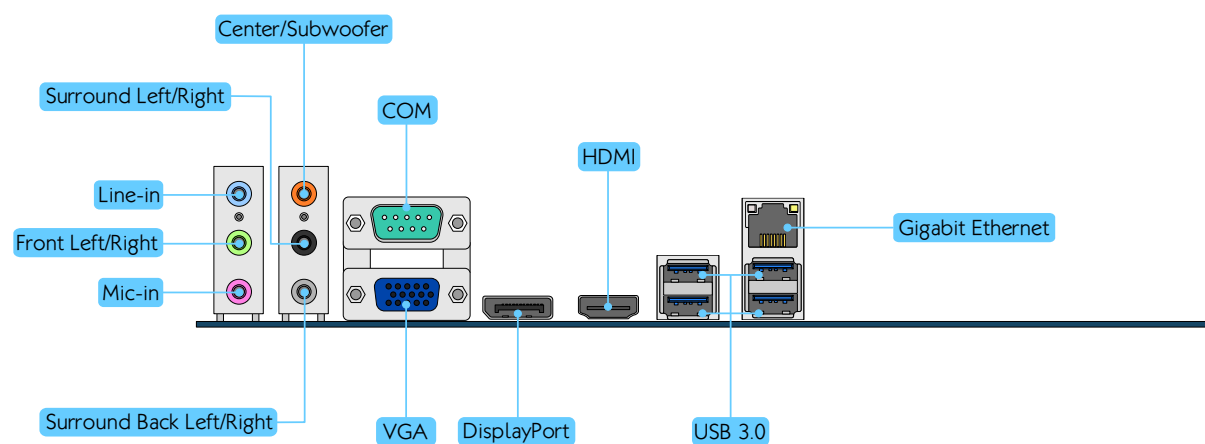 Center/Subwoofer
Surround Left/Right
COM
HDMI
Line-in
Gigabit Ethernet
Front Left/Right
Mic-in
Surround Back Left/Right
VGA
DisplayPort
USB 3.0